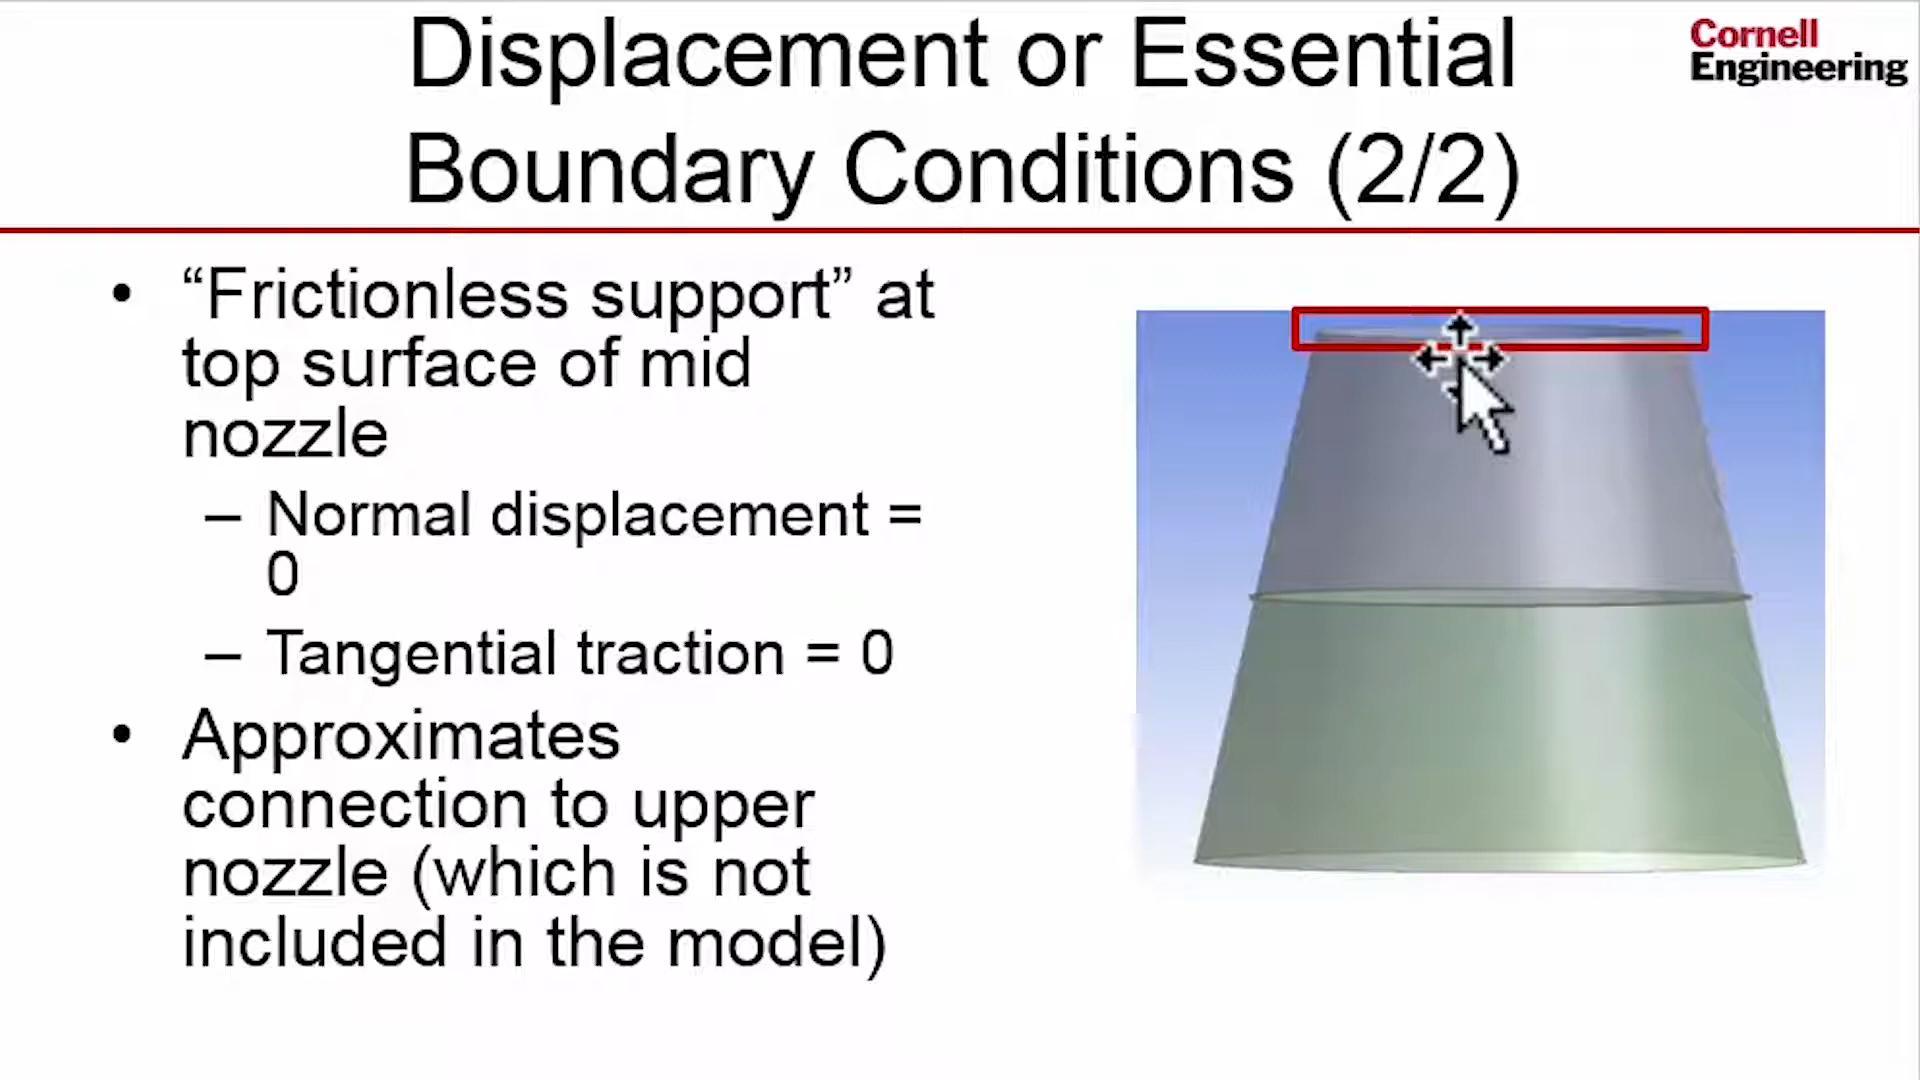 Displacement or Essential
Boundary Conditions (2/2)
Cornell
Engineering
• “Frictionless support” at
top surface of mid
nozzle
– Normal displacement =
0
– Tangential traction = 0
• Approximates
connection to upper
nozzle (which is not
included in the model)